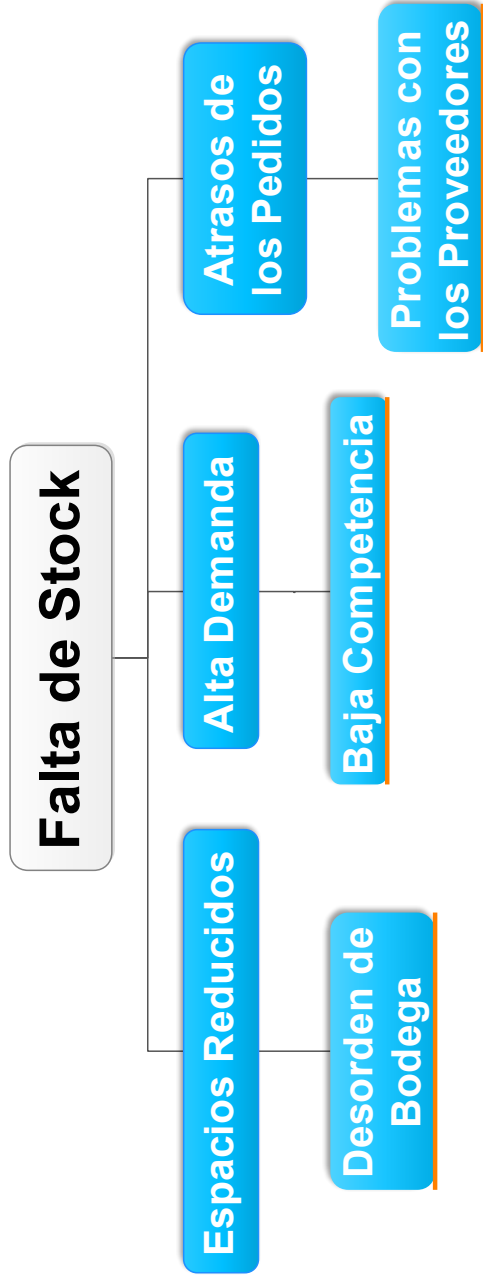 Falta de Stock
Espacios Reducidos
Desorden de
Bodega
Alta Demanda
Baja Competencia
Atrasos de
los Pedidos
Problemas con
los Proveedores